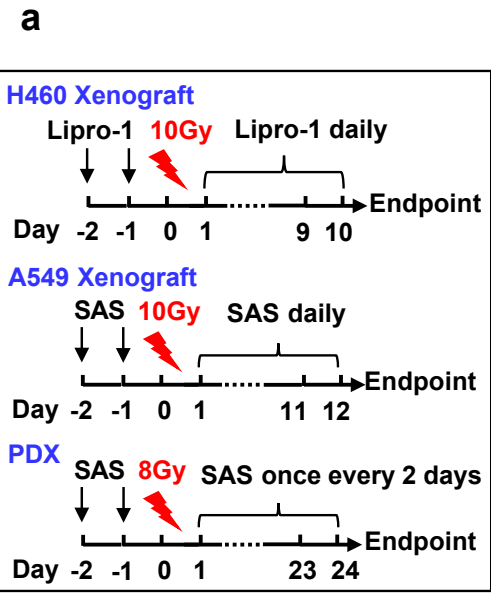 a
H460 Xenograft
Lipro-1 10Gy Lipro-1 daily
Endpoint
Day -2 -1 0 1 9 10
A549 Xenograft
SAS 10Gy SAS daily
Endpoint
Day -2 -1 0 1 11 12
PDX
SAS 8Gy SAS once every 2 days
Endpoint
Day -2 -1 0 1 23 24